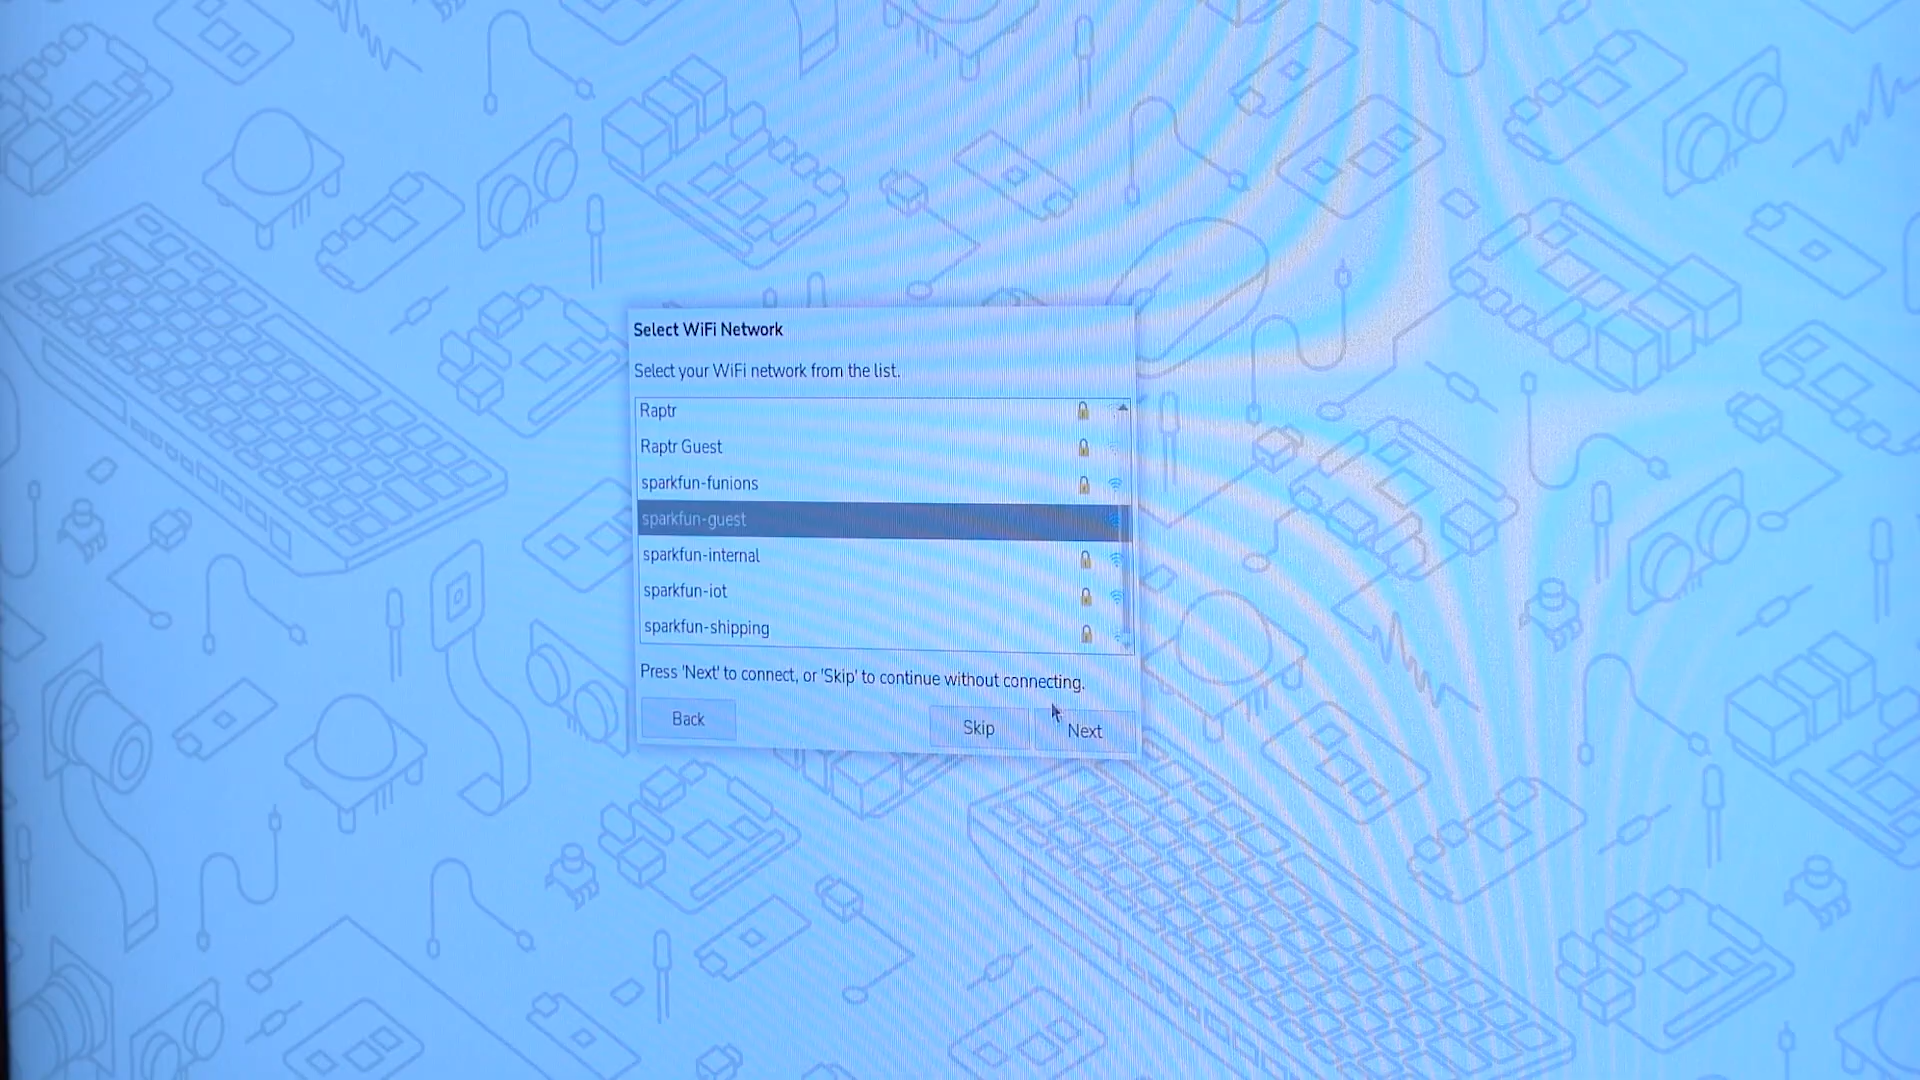 Select WiFi Network
Select your WiFi network from the list.
Raptr
Raptr Guest
sparkfun-funions
sparkfun-guest
sparkfun-internal
sparkfun-iot
sparkfun-shipping
Press 'Next' to connect, or 'Skip' to continue without connecting.
Back
Skip
Next